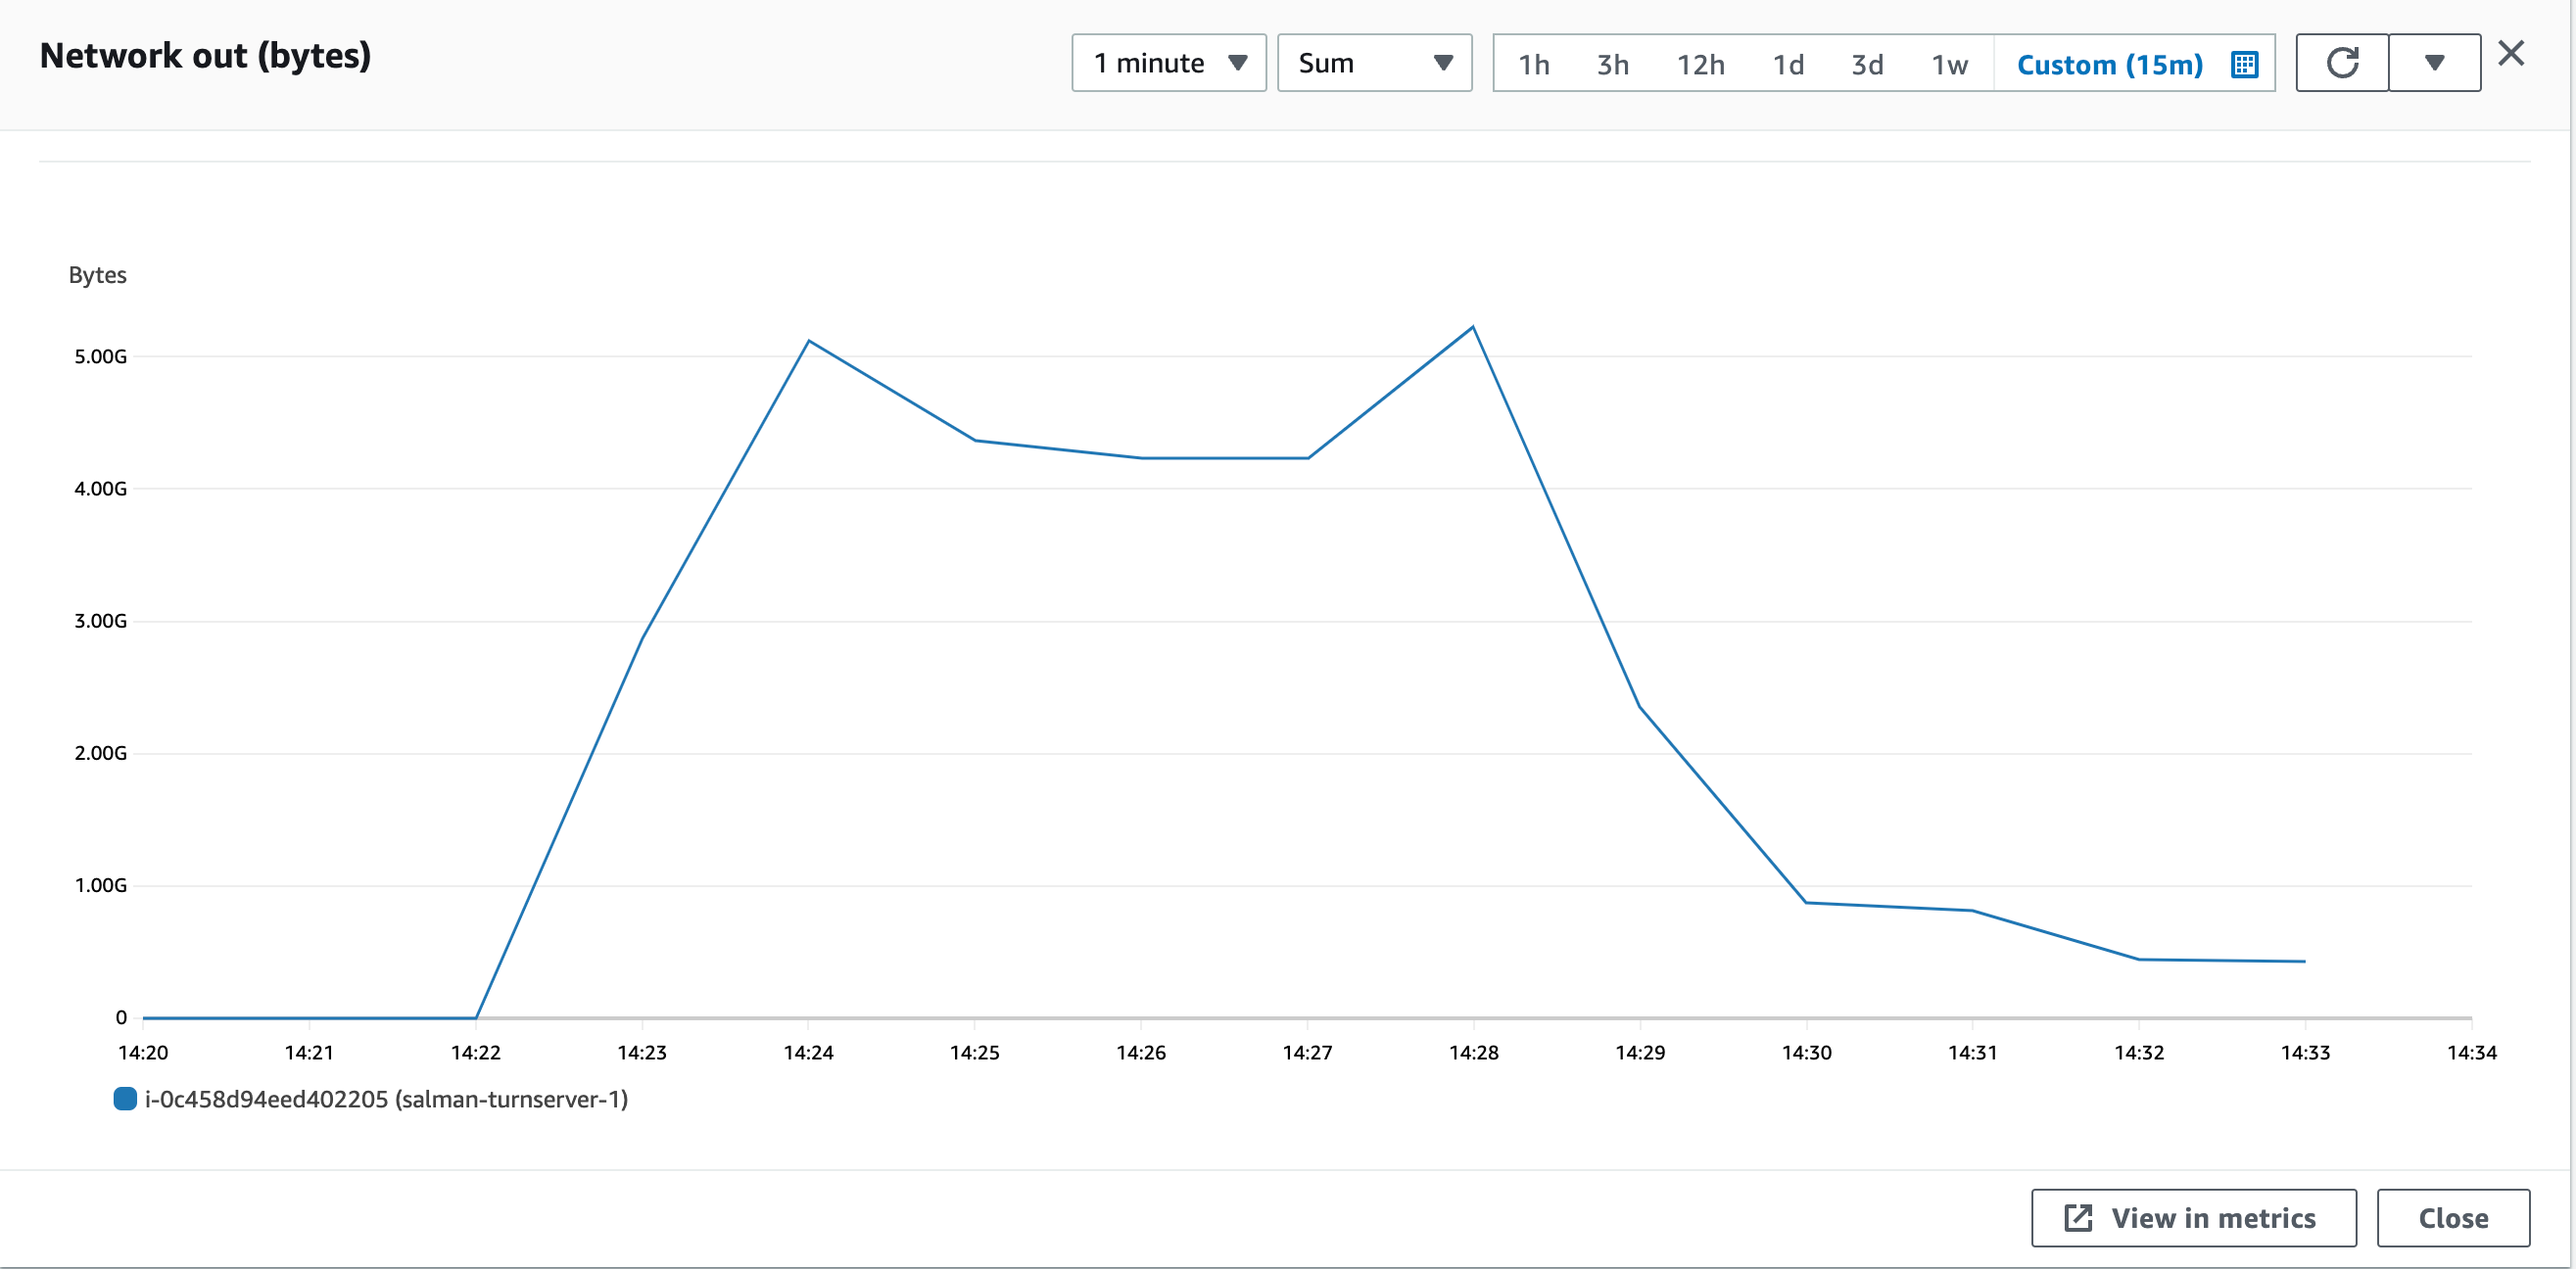 Network out (bytes)
1 minute
Sum
1h 3h 12h 1d 3d 1w Custom (15m)
Bytes
5.00G
4.00G
3.00G
2.00G
1.00G
0
14:20 14:21 14:22 14:23 14:24 14:25 14:26 14:27 14:28 14:29 14:30 14:31 14:32 14:33 14:34
i-0c458d94eed402205 (salman-turnserver-1)
View in metrics
Close